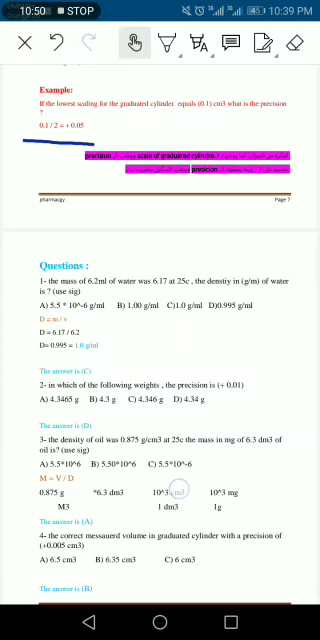 10:50 STOP 3G 3G 45 10:39 PM
Example:
If the lowest scaling for the graduated cylinder equals (0.1) cm3 what is the precision
?
0.1 / 2 = + 0.05
precision scale of graduated cylindre
presicion
pharmacgy Page 7
Questions :
1- the mass of 6.2ml of water was 6.17 at 25c , the denstiy in (g/m) of water
is ? (use sig)
A) 5.5 * 10^-6 g/ml B) 1.00 g/ml C)1.0 g/ml D)0.995 g/ml
D = m / v
D = 6.17 / 6.2
D= 0.995 = 1.0 g/ml
The answer is (C)
2- in which of the following weights , the precision is (+ 0.01)
A) 4.3465 g B) 4.3 g C) 4.346 g D) 4.34 g
The answer is (D)
3- the density of oil was 0.875 g/cm3 at 25c the mass in mg of 6.3 dm3 of
oil is? (use sig)
A) 5.5*10^6 B) 5.50*10^6 C) 5.5*10^-6
M = V / D
0.875 g *6.3 dm3 10^3 cm3 10^3 mg
M3 1 dm3 1g
The answer is (A)
4- the correct messauerd volume in graduated cylinder with a precision of
(+0.005 cm3)
A) 6.5 cm3 B) 6.35 cm3 C) 6 cm3
The answer is (B)